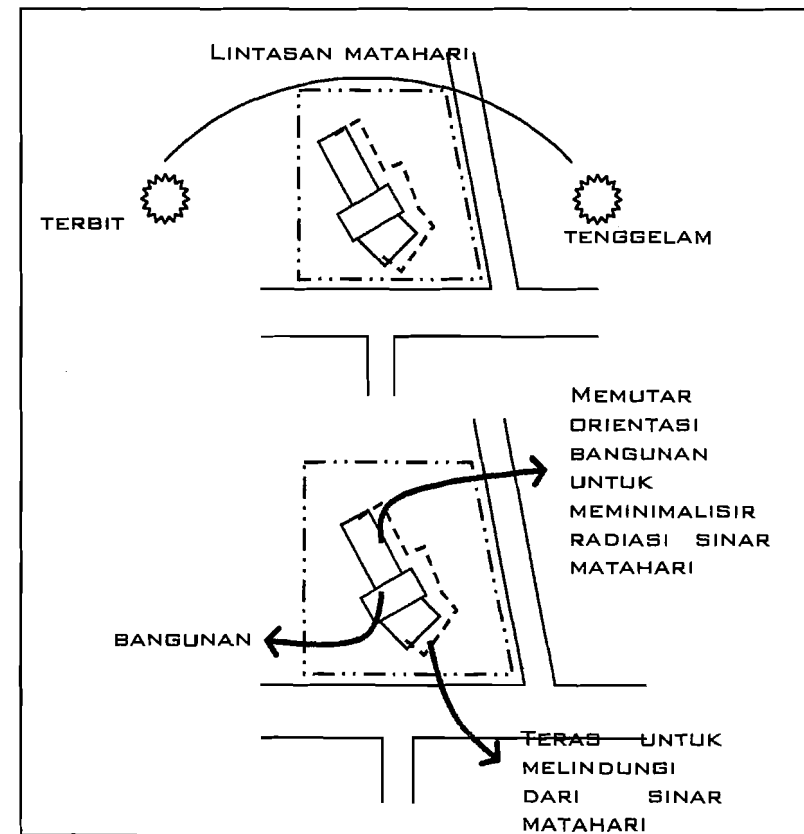 LINTASAN MATAHARI
TERBIT
TENGGELAM
MEMUTAR
ORIENTASI
BANGUNAN
UNTUK
MEMINIMALISIR
RADIASI SINAR
MATAHARI
BANGUNAN
TERAS UNTUK
MELINDUNGI
DARI SINAR
MATAHARI